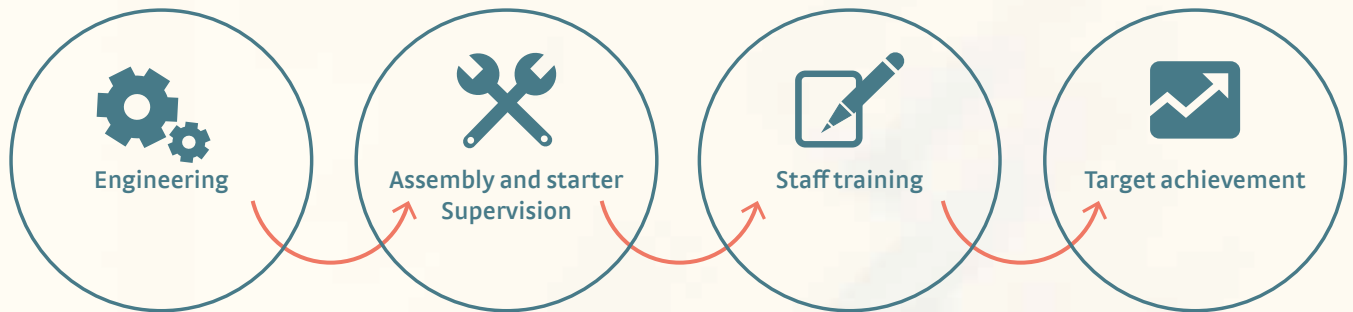 Engineering
Assembly and starter
Supervision
Staff training
Target achievement